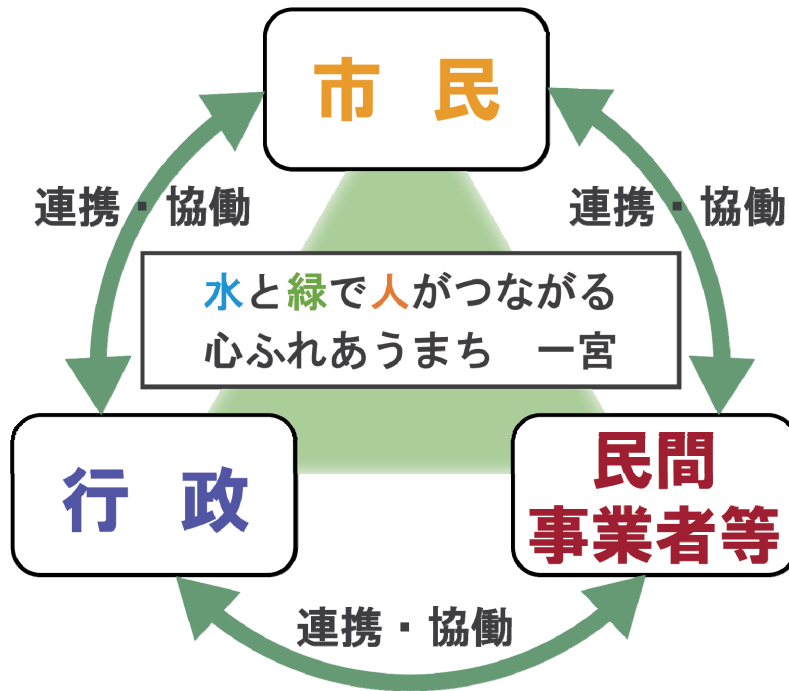 市 民
連携・協働
連携・協働
水と緑で人がつながる
心ふれあうまち 一宮
行 政
民間
事業者等
連携・協働